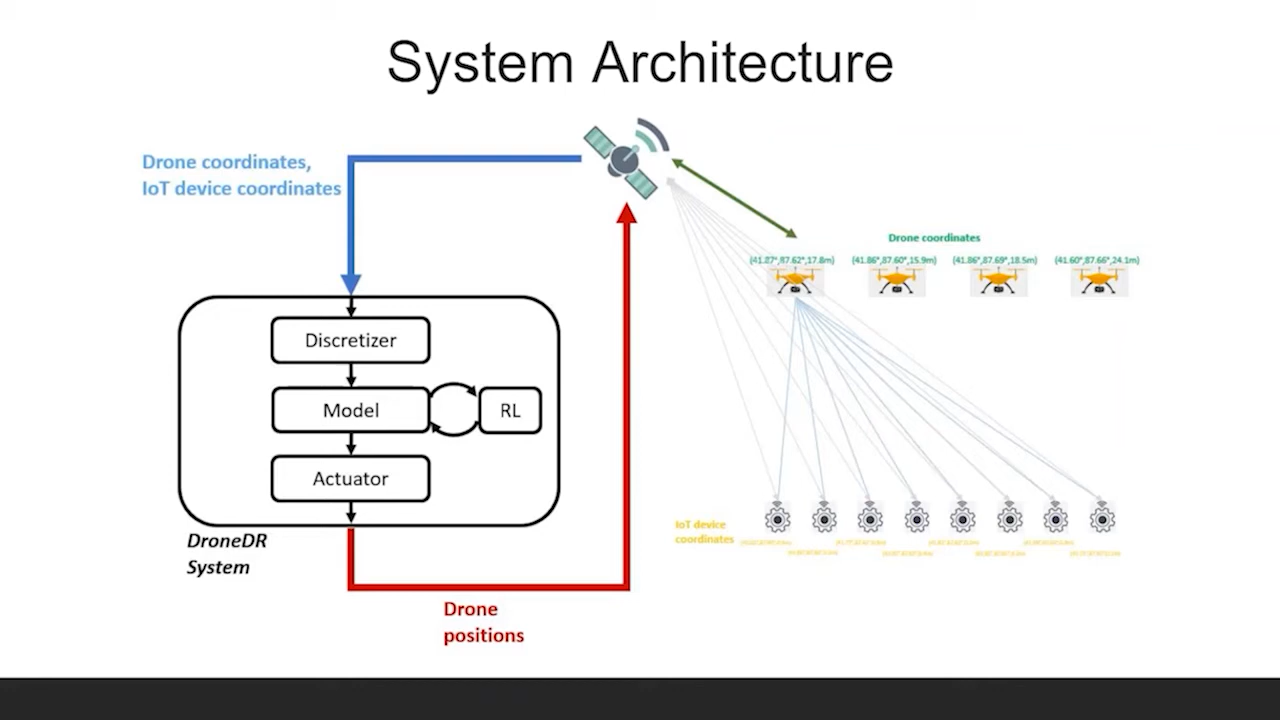 System Architecture
Drone coordinates,
IoT device coordinates
Drone coordinates
(41.87°,87.62°,17.8m) (41.86°,87.60°,15.9m) (41.86°,87.69°,18.5m) (41.60°,87.66°,24.1m)
Discretizer
Model
RL
Actuator
DroneDR
System
IoT device
coordinates
Drone
positions